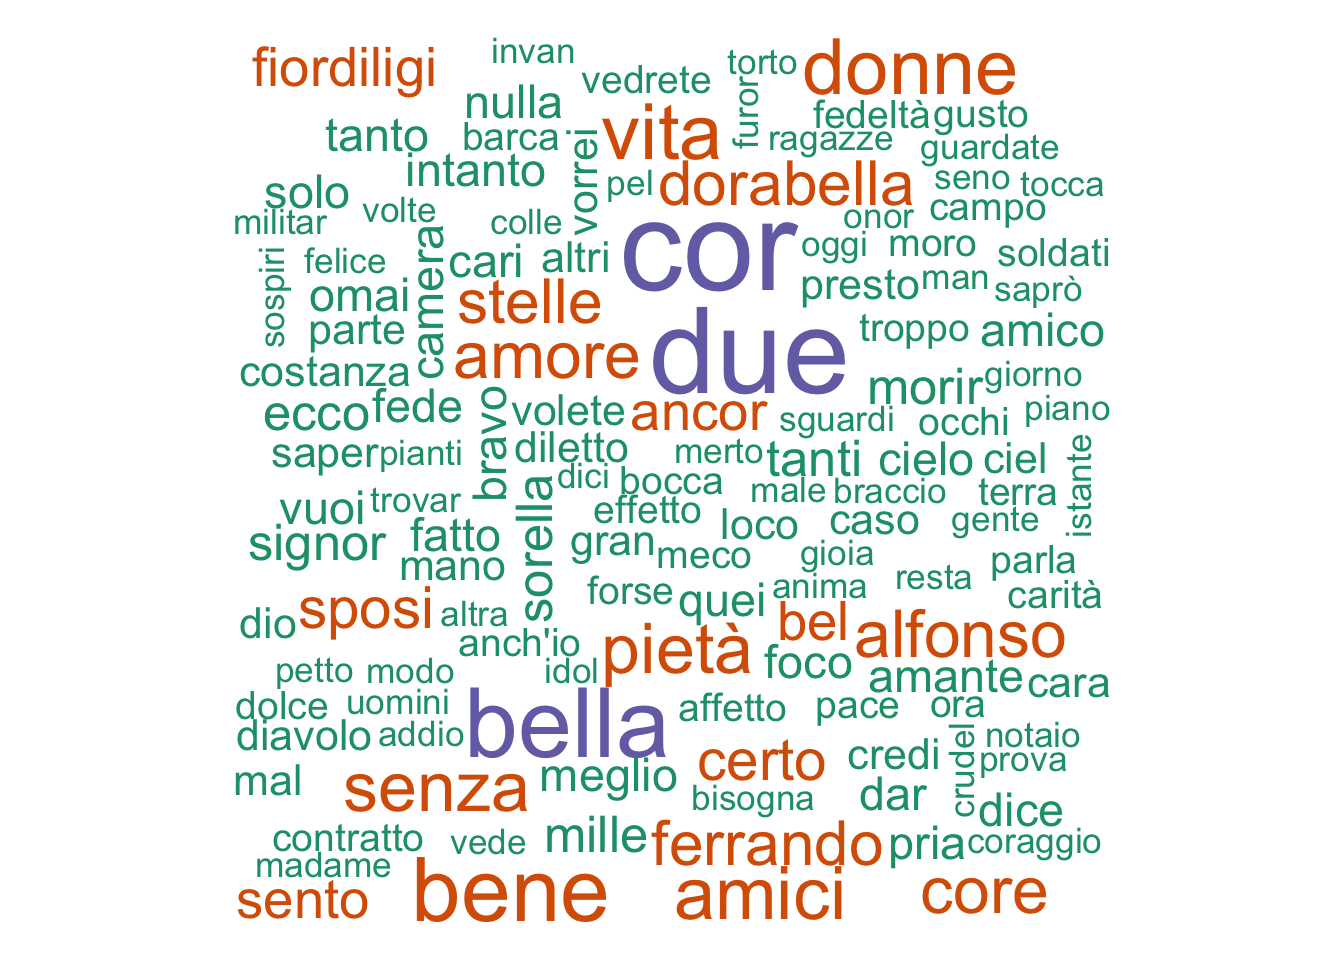 fiordiligi invan vedrete torto donne
nulla furor fedeltà gusto
tanto barca vorrei vita ragazze guardate
solo intanto pel dorabella seno tocca
militar volte colle onor campo
sospiri felice camera cari altri cor oggi moro soldati
omai stelle presto man saprò
parte amore due troppo amico
costanza morir giorno
ecco fede bravo volete ancor sguardi occhi piano
saper pianti diletto merto tanti cielo ciel istante
vuoi trovar sorella dici bocca male braccio terra
signor fatto effetto loco caso gente
mano gran meco gioia parla
dio sposi altra forse quei anima resta carità
anch'io pietà bel alfonso
petto modo idol foco amante cara
dolce uomini bella affetto pace ora
diavolo addio crudel notaio
mal senza meglio certo credi prova
bisogna dar dice
contratto vede mille ferrando pria coraggio
madame
sento bene amici core